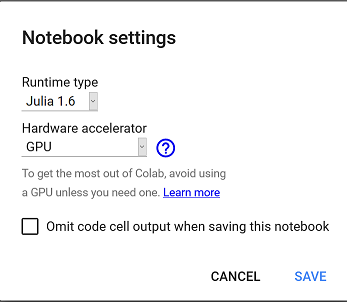 Notebook settings
Runtime type
Julia 1.6
Hardware accelerator
GPU
?
To get the most out of Colab, avoid using
a GPU unless you need one. Learn more
Omit code cell output when saving this notebook
CANCEL SAVE